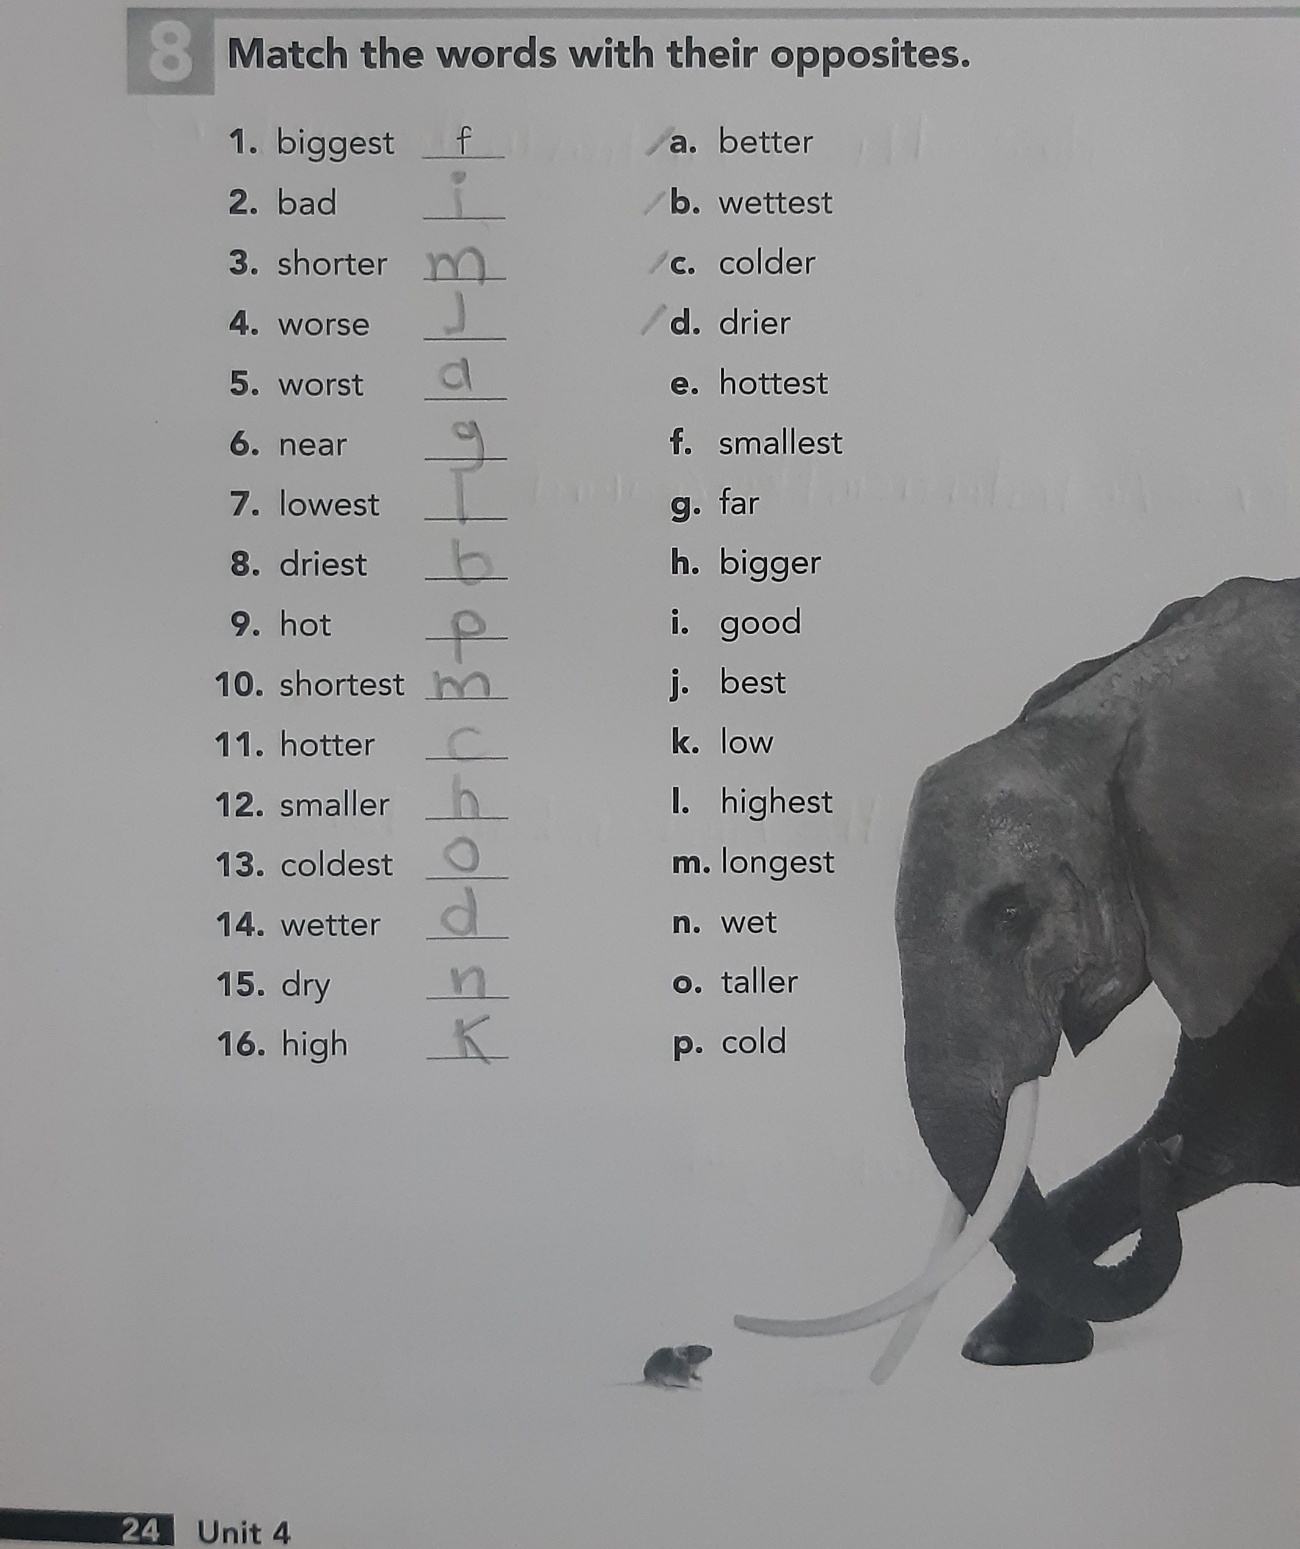 8 Match the words with their opposites.
1. biggest f a. better
2. bad i b. wettest
3. shorter m c. colder
4. worse J d. drier
5. worst a e. hottest
6. near g f. smallest
7. lowest l g. far
8. driest b h. bigger
9. hot p i. good
10. shortest m j. best
11. hotter c k. low
12. smaller h l. highest
13. coldest o m. longest
14. wetter d n. wet
15. dry n o. taller
16. high K p. cold
24 Unit 4